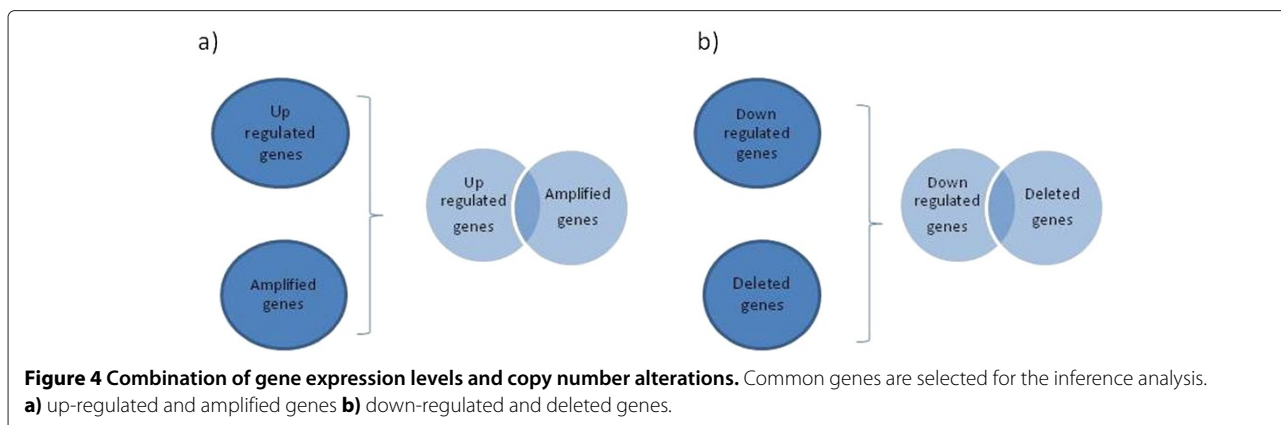 a)
b)
Up
regulated
genes
Amplified
genes
Up
regulated
genes
Amplified
genes
Down
regulated
genes
Deleted
genes
Down
regulated
genes
Deleted
genes
Figure 4 Combination of gene expression levels and copy number alterations. Common genes are selected for the inference analysis.
a) up-regulated and amplified genes b) down-regulated and deleted genes.